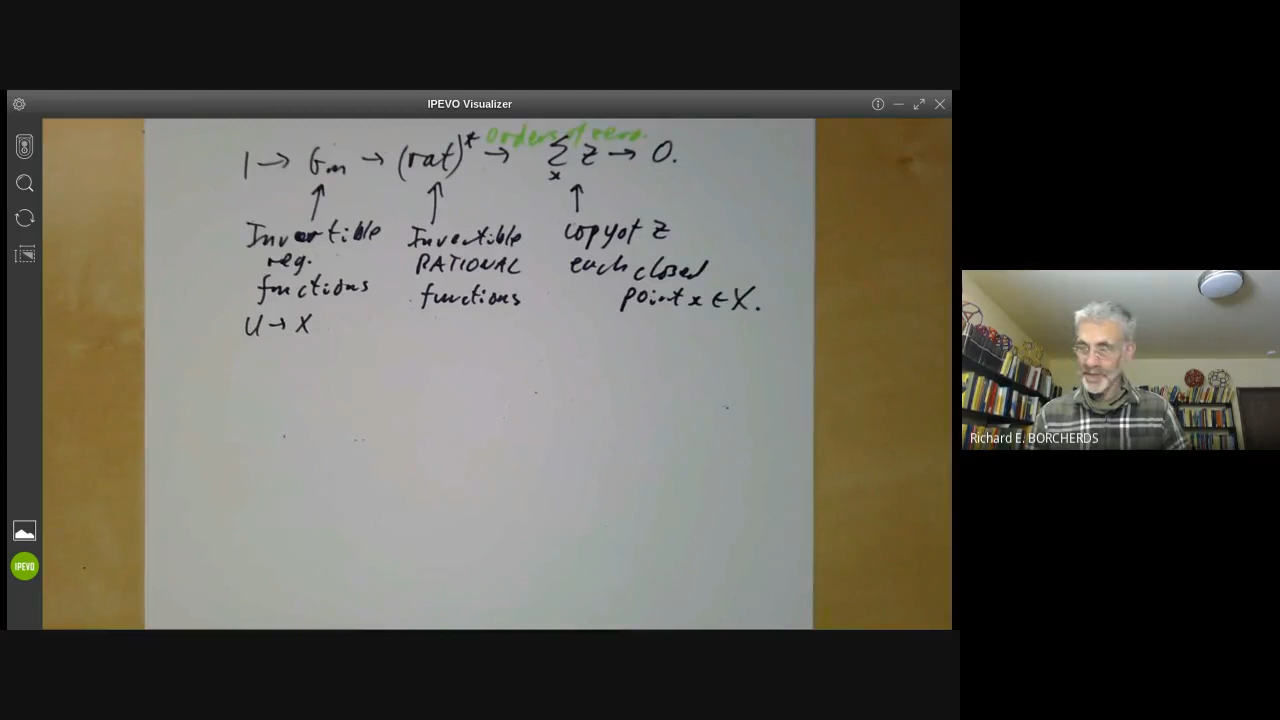 IPEVO Visualizer
orders of zero.
1 → Gm → (rat)* → Σ Z → 0.
x
Invertible
reg.
functions
U → X
Invertible
RATIONAL
functions
copy of Z
each closed
point x ∈ X.
IPEVO
Richard E. BORCHERDS